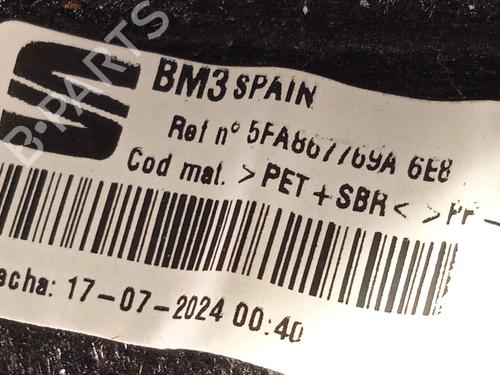 B-PARTS
BM3 SPAIN
Ref nº 5FA867769A 6E8
Cod mat. >PET+SBR< >PP-
echa: 17-07-2024 00:40